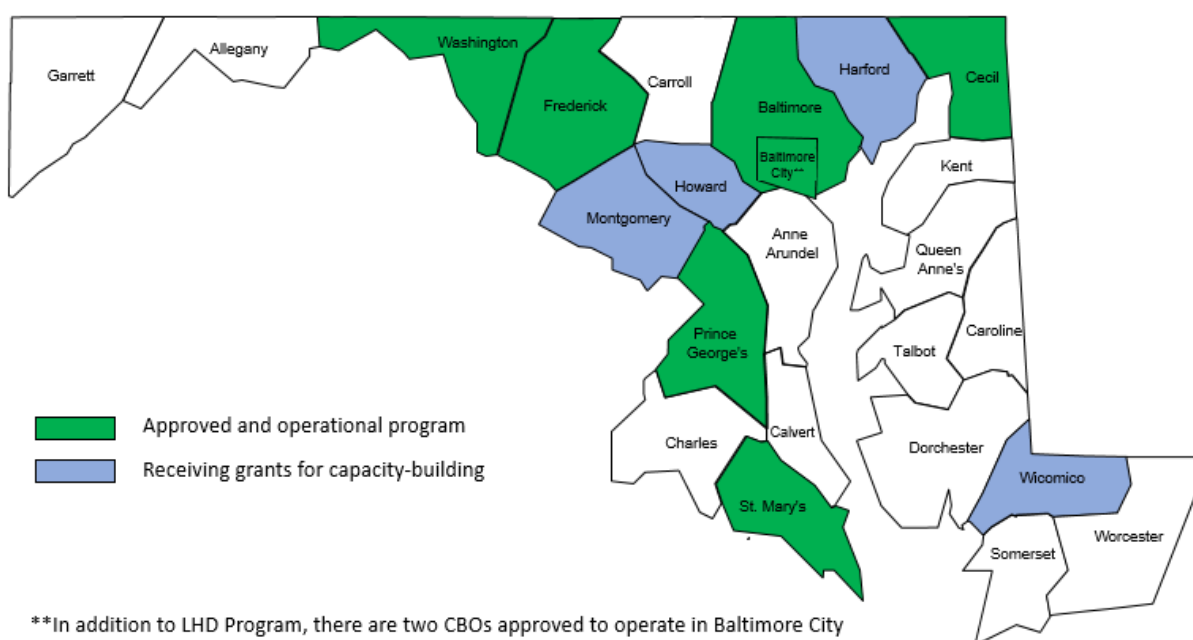 Garrett
Allegany
Washington
Frederick
Carroll
Baltimore
Baltimore
City**
Harford
Cecil
Kent
Howard
Montgomery
Anne
Arundel
Queen
Anne's
Prince
George's
Talbot
Caroline
Approved and operational program
Receiving grants for capacity-building
Charles
Calvert
Dorchester
St. Mary's
Wicomico
Somerset
Worcester
**In addition to LHD Program, there are two CBOs approved to operate in Baltimore City